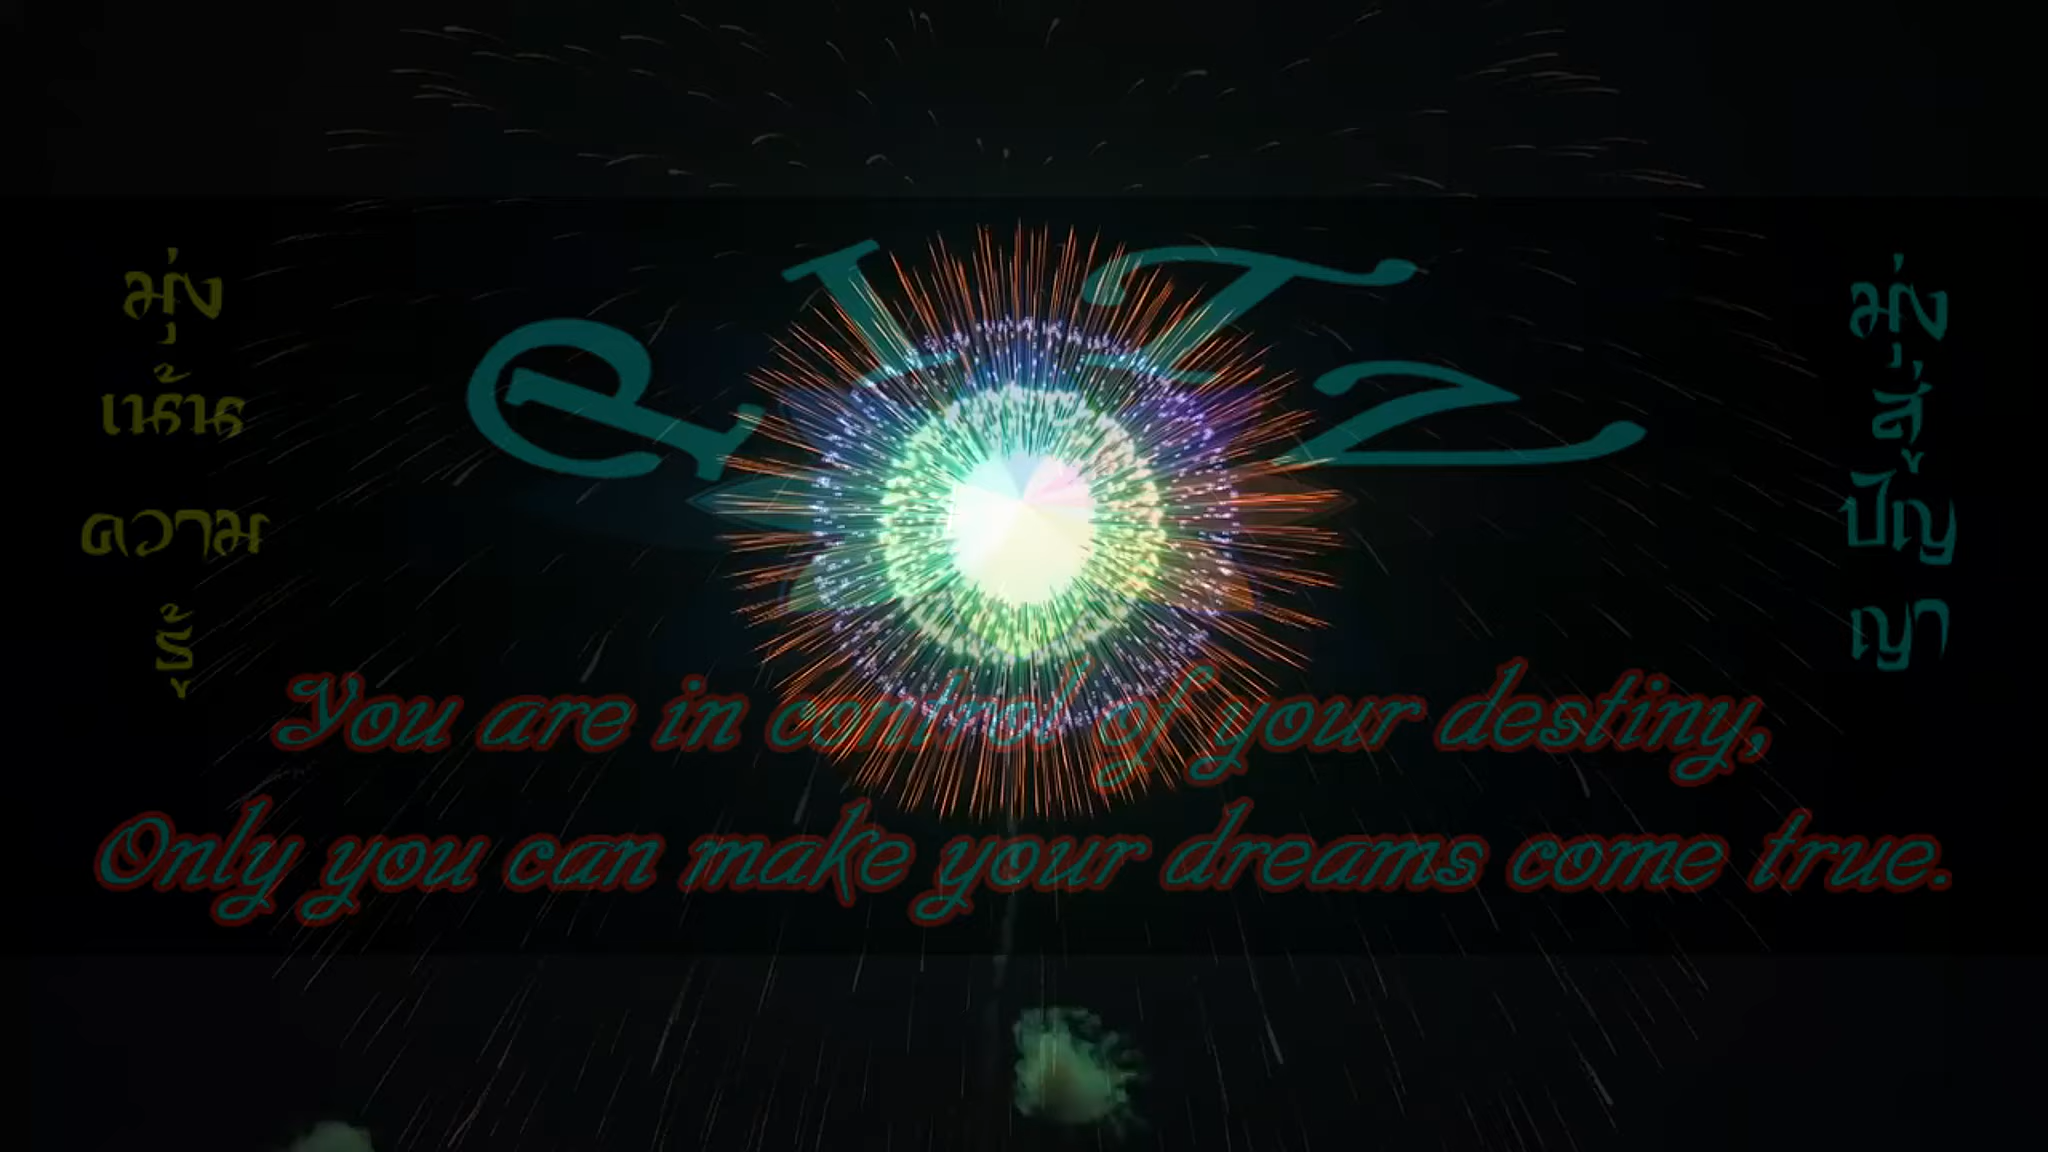 มุ่ง
เน้น
ความ
รู้
มุ่ง
สู่
ปัญ
ญา
You are in control of your destiny,
Only you can make your dreams come true.